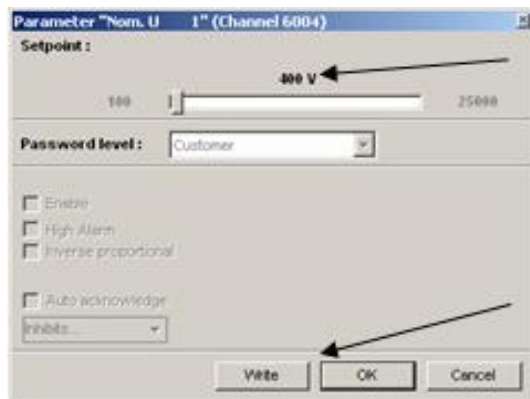 Parameter "Nom. U 1" (Channel 6004)
Setpoint :
400 V
100 25000
Password level : Customer
Enable
High Alarm
Inverse proportional
Auto acknowledge
Inhibits...
Write OK Cancel